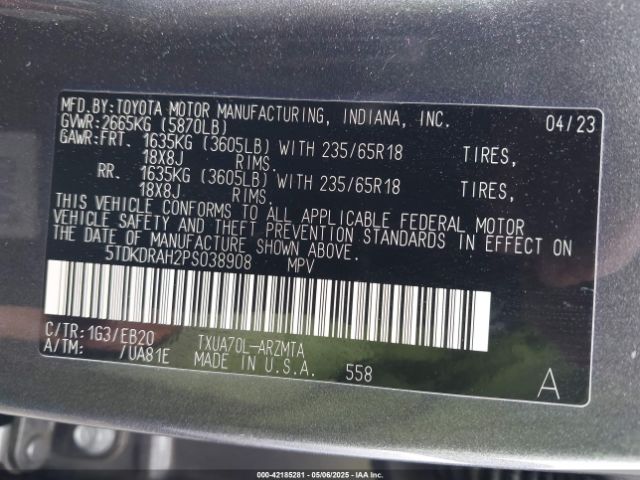 MFD.BY:TOYOTA MOTOR MANUFACTURING, INDIANA, INC. 04/23
GVWR:2665KG (5870LB)
GAWR:FRT. 1635KG (3605LB) WITH 235/65R18 TIRES,
18X8J RIMS.
RR. 1635KG (3605LB) WITH 235/65R18 TIRES,
18X8J RIMS.
THIS VEHICLE CONFORMS TO ALL APPLICABLE FEDERAL MOTOR
VEHICLE SAFETY AND THEFT PREVENTION STANDARDS IN EFFECT ON
THE DATE OF MANUFACTURE SHOWN ABOVE.
5TDKDRAH2PS038908 MPV
C/TR:1G3/EB20 TXUA70L-ARZMTA
A/TM: /UA81E MADE IN U.S.A. 558 A
00-42185281 - 05/06/2025 - IAAI.COM